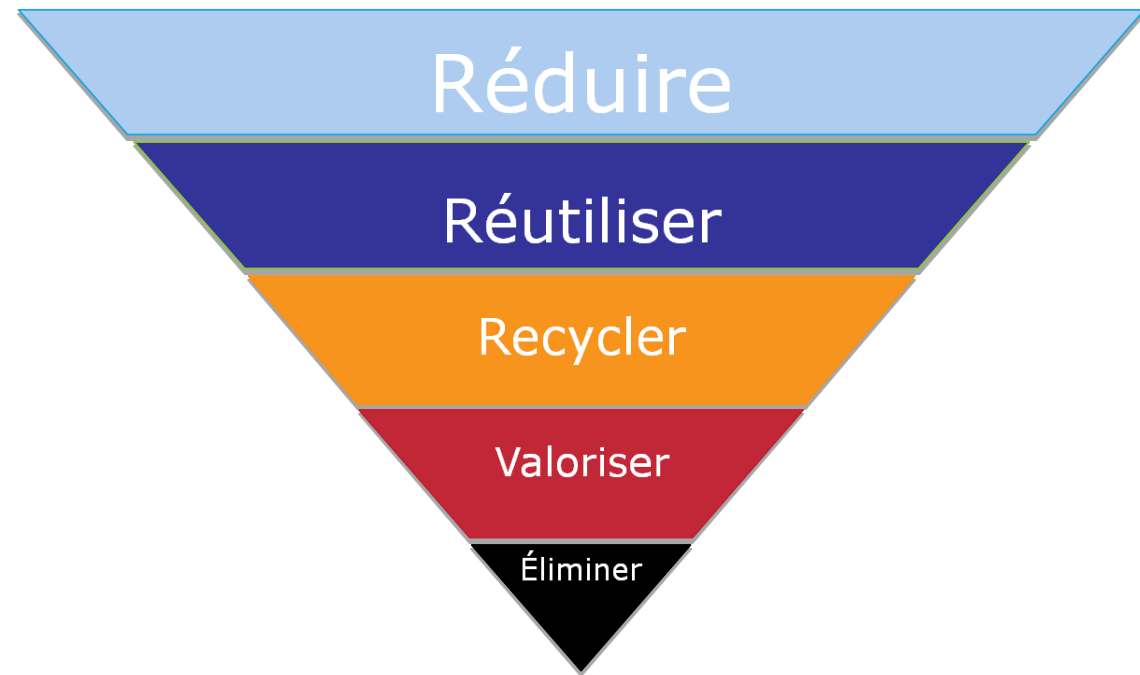 Réduire
Réutiliser
Recycler
Valoriser
Éliminer